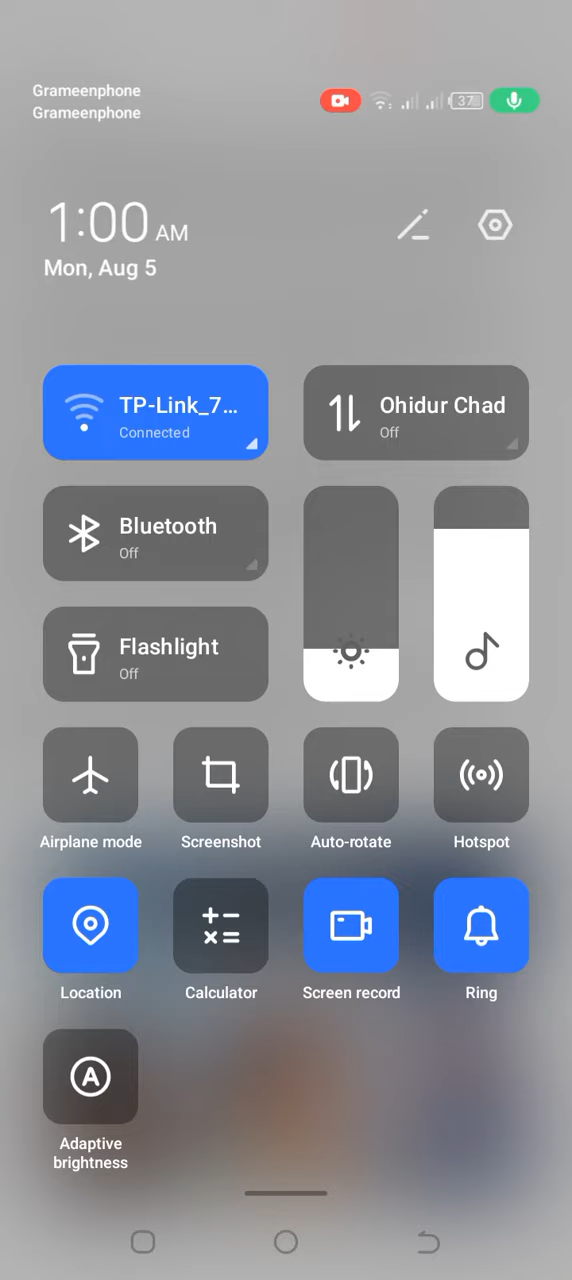 Grameenphone
Grameenphone
37
1:00 AM
Mon, Aug 5
TP-Link_7...
Connected
Ohidur Chad
Off
Bluetooth
Off
Flashlight
Off
Airplane mode
Screenshot
Auto-rotate
Hotspot
Location
Calculator
Screen record
Ring
A
Adaptive
brightness